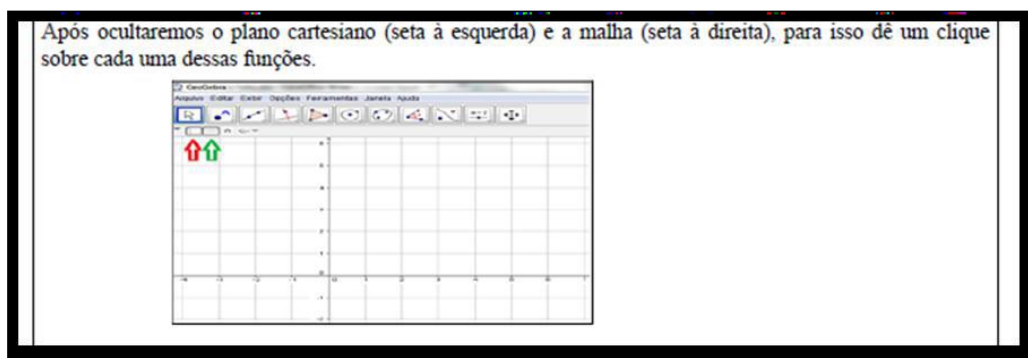 Após ocultaremos o plano cartesiano (seta à esquerda) e a malha (seta à direita), para isso dê um clique
sobre cada uma dessas funções.
GeoGebra
Arquivo Editar Exibir Opções Ferramentas Janela Ajuda